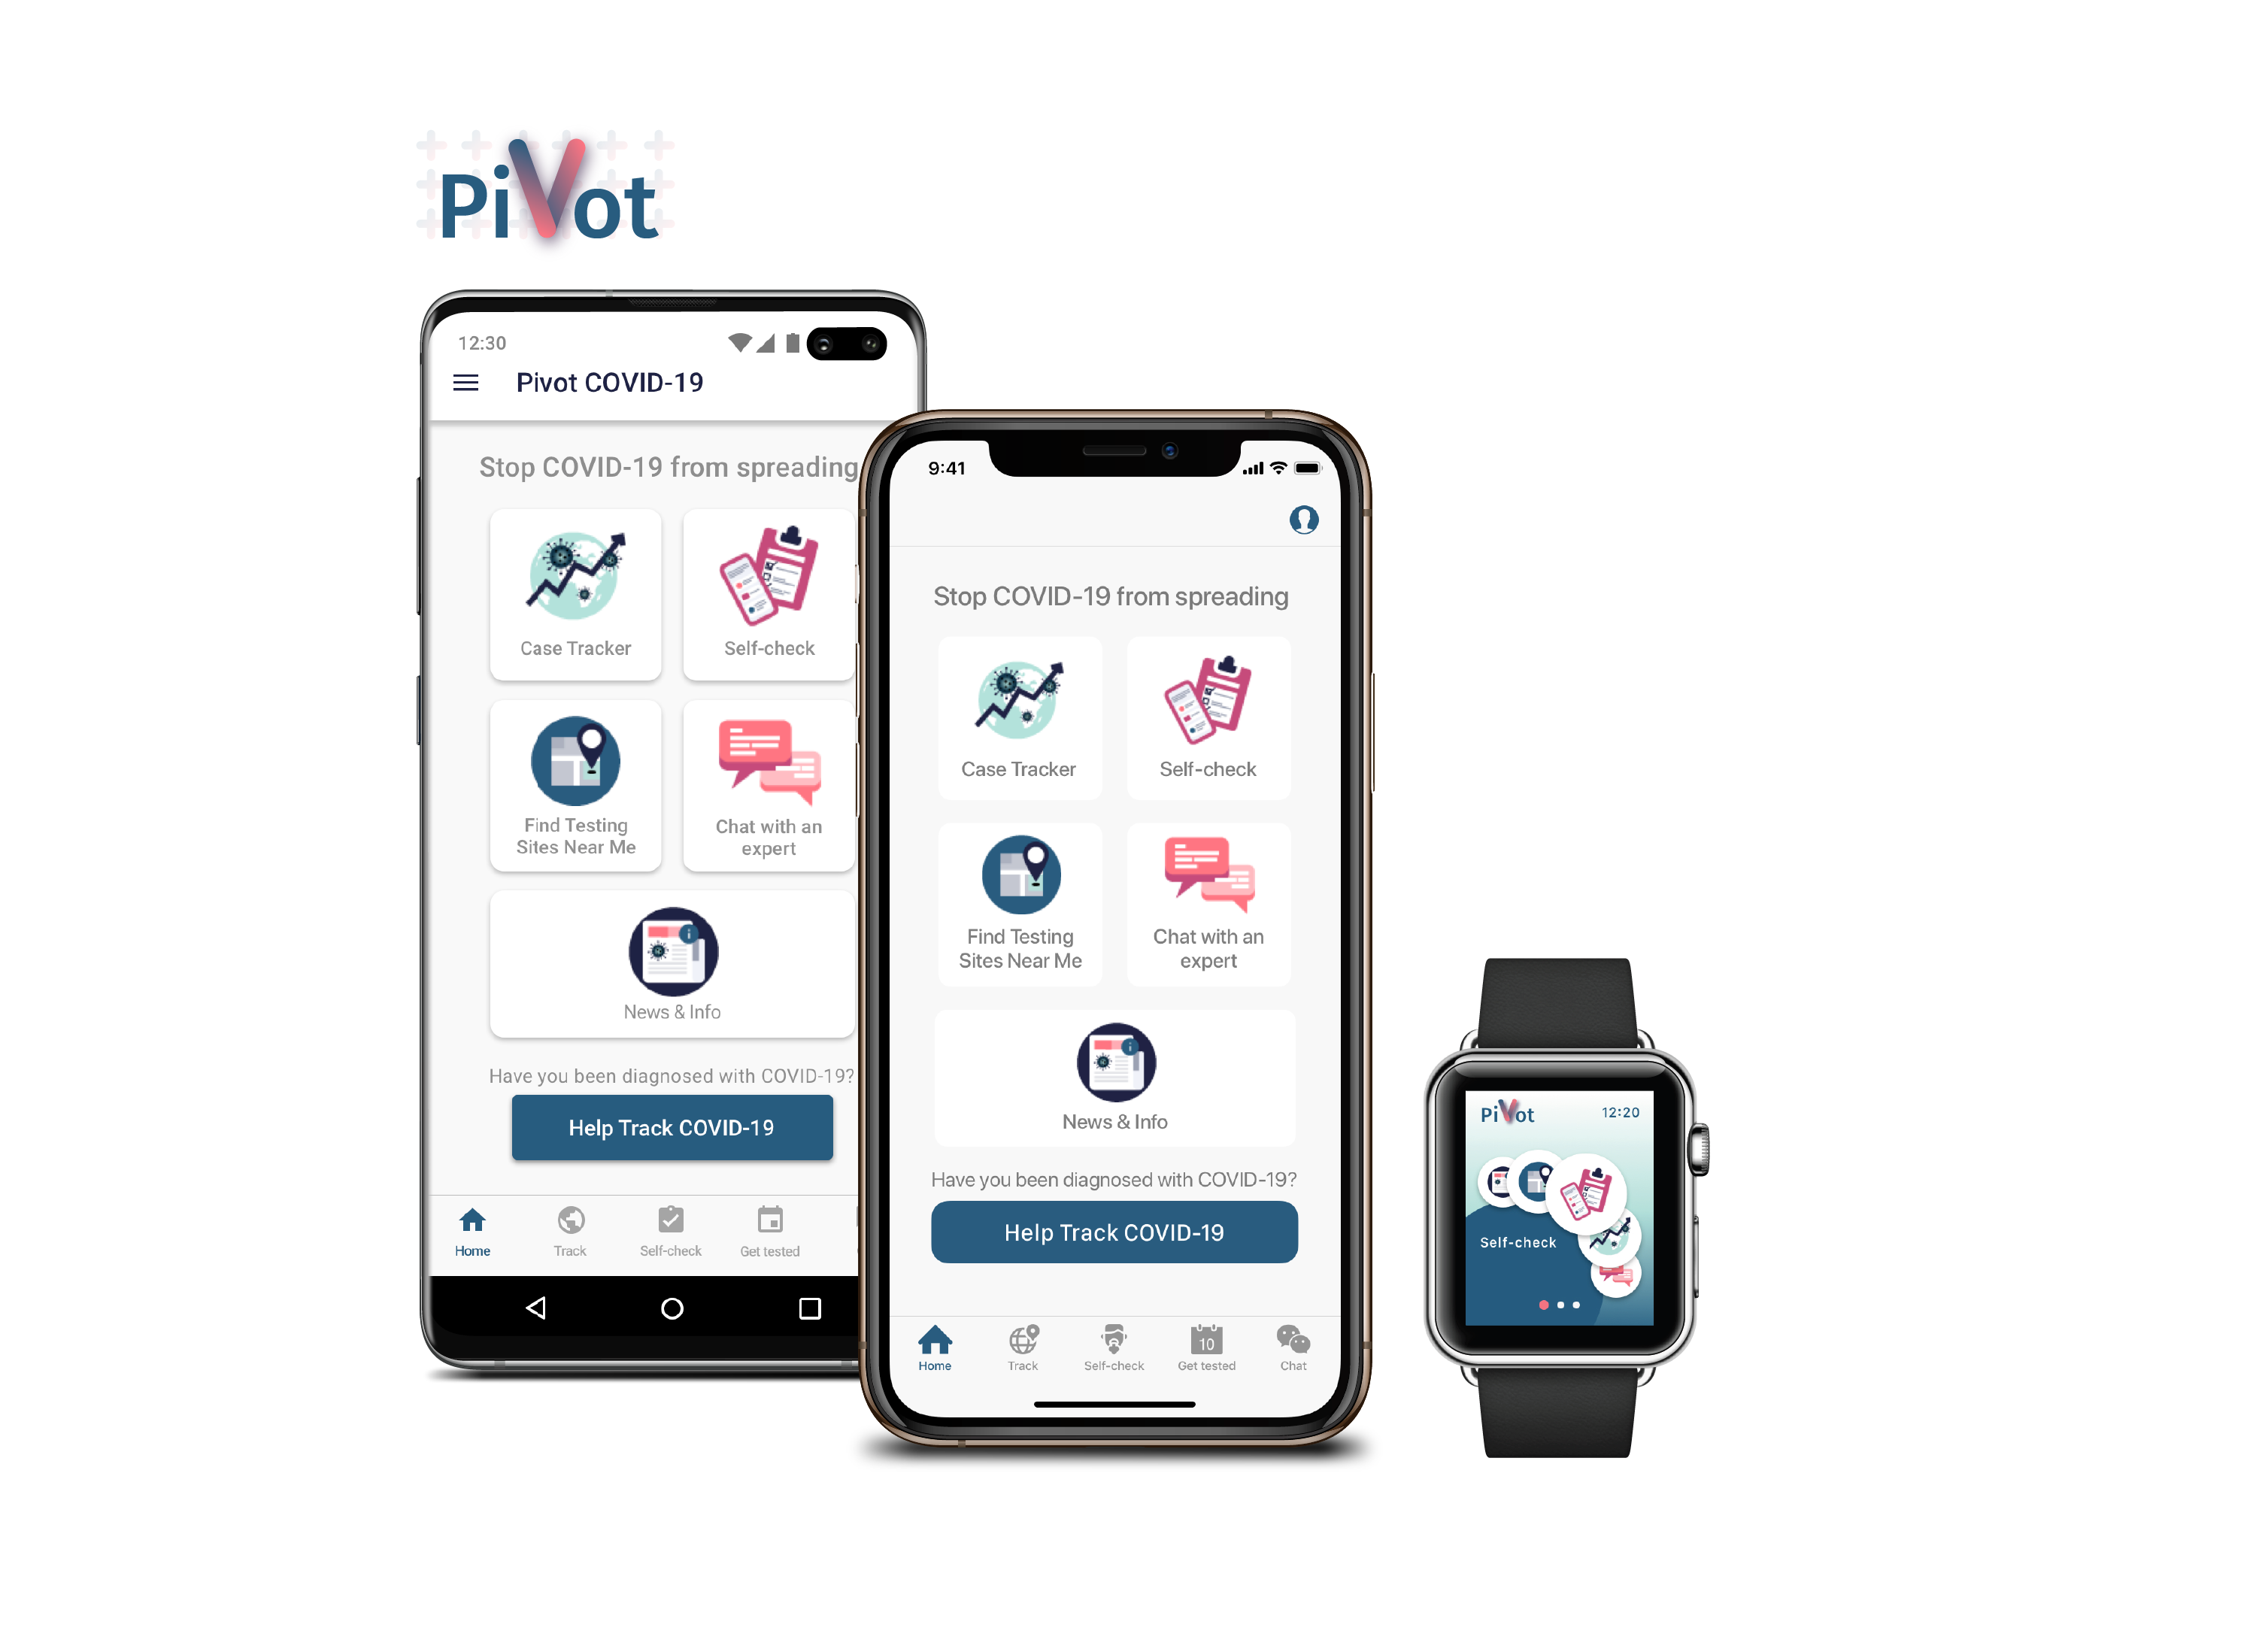 PiVot
12:30
Pivot COVID-19
Stop COVID-19 from spreading
Case Tracker
Self-check
Find Testing
Sites Near Me
Chat with an
expert
News & Info
Have you been diagnosed with COVID-19?
Help Track COVID-19
Home
Track
Self-check
Get tested
9:41
Stop COVID-19 from spreading
Case Tracker
Self-check
Find Testing
Sites Near Me
Chat with an
expert
News & Info
Have you been diagnosed with COVID-19?
Help Track COVID-19
10
Home
Track
Self-check
Get tested
Chat
PiVot
12:20
Self-check